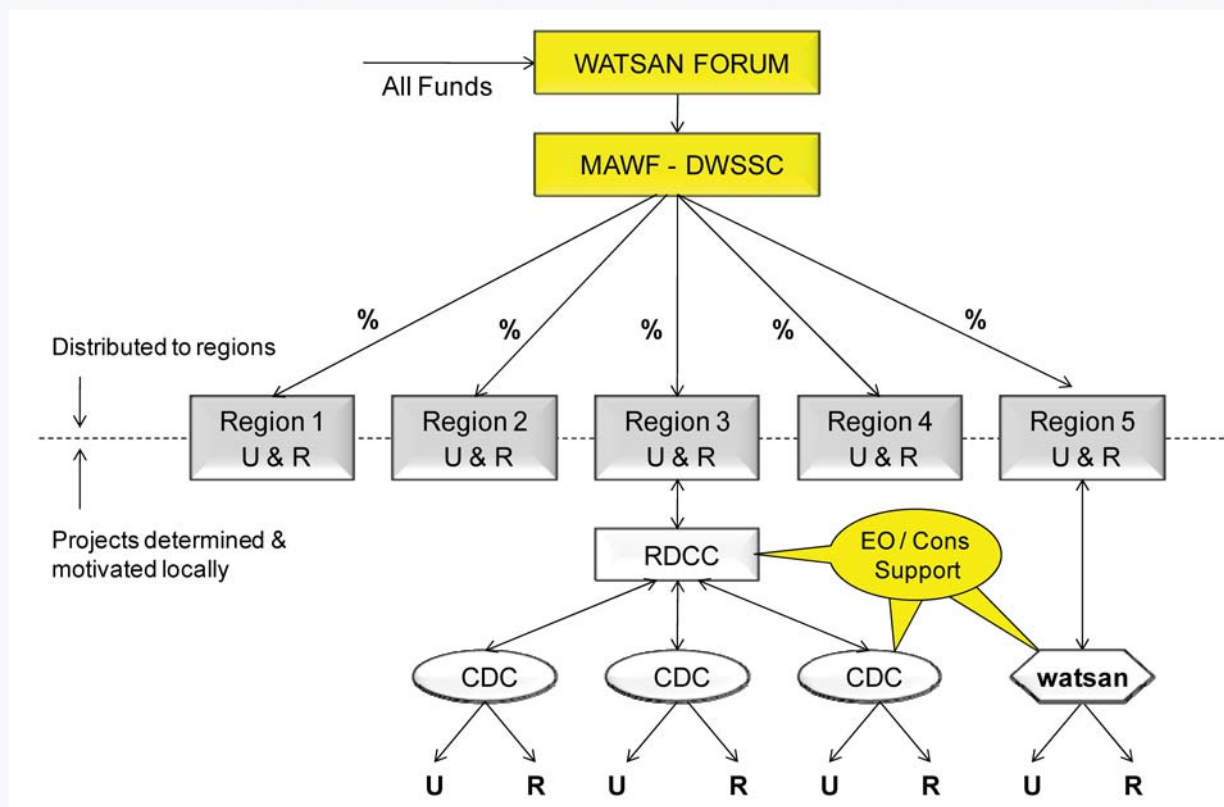 WATSAN FORUM
All Funds
MAWF - DWSSC
%
%
%
%
%
Distributed to regions
Region 1
U & R
Region 2
U & R
Region 3
U & R
Region 4
U & R
Region 5
U & R
Projects determined &
motivated locally
RDCC
EO / Cons
Support
CDC
CDC
CDC
watsan
U
R
U
R
U
R
U
R